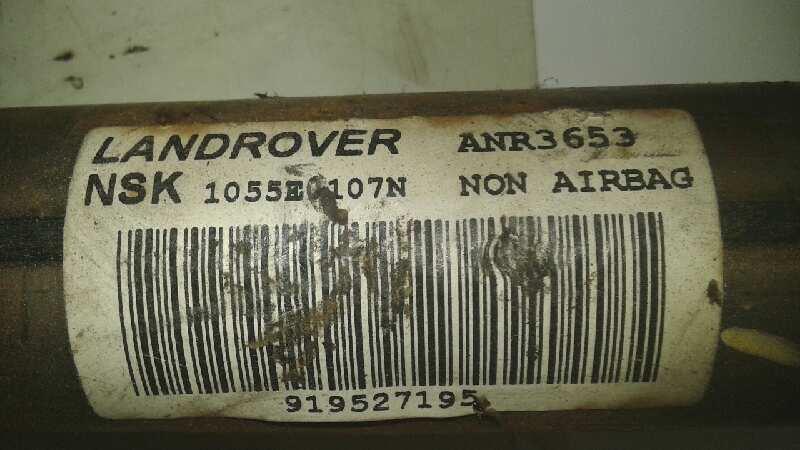 LANDROVER ANR3653
NSK NON AIRBAG
919527195